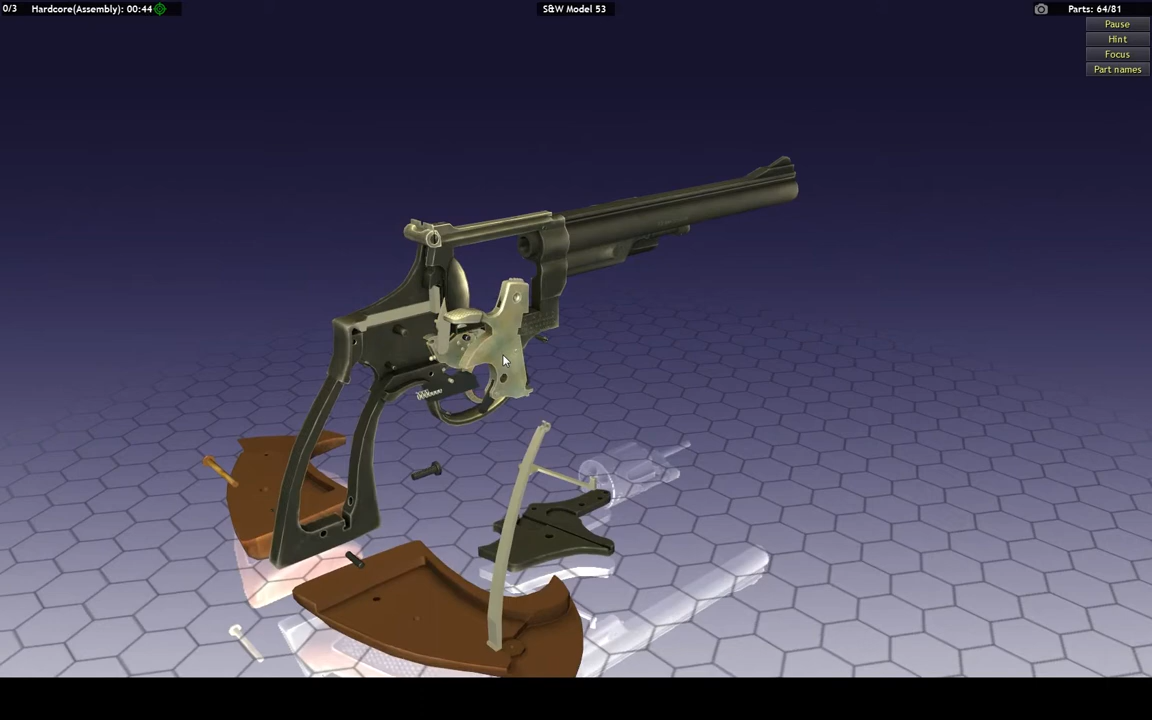 0/3 Hardcore(Assembly): 00:44
S&W Model 53
Parts: 64/81
Pause
Hint
Focus
Part names